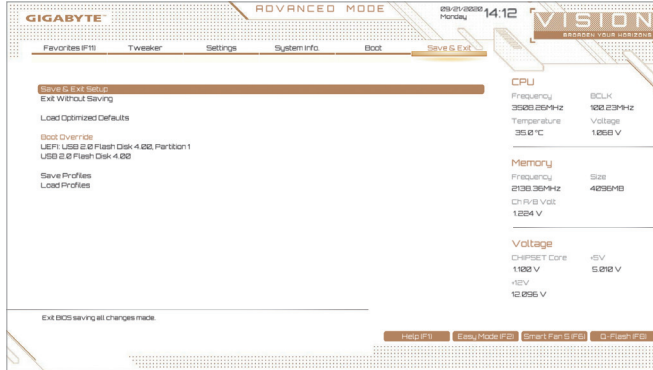 GIGABYTE
ADVANCED MODE
09/21/2020
Monday
14:12
VISION
BROADEN YOUR HORIZONS
Favorites (F11) Tweaker Settings System Info. Boot Save & Exit
Save & Exit Setup
Exit Without Saving
Load Optimized Defaults
Boot Override
UEFI: USB 2.0 Flash Disk 4.00, Partition 1
USB 2.0 Flash Disk 4.00
Save Profiles
Load Profiles
CPU
Frequency BCLK
3508.26MHz 100.23MHz
Temperature Voltage
35.0 °C 1.068 V
Memory
Frequency Size
2138.36MHz 4096MB
Ch A/B Volt
1.224 V
Voltage
CHIPSET Core +5V
1.100 V 5.010 V
+12V
12.096 V
Exit BIOS saving all changes made.
Help (F1) Easy Mode (F2) Smart Fan 5 (F6) Q-Flash (F8)